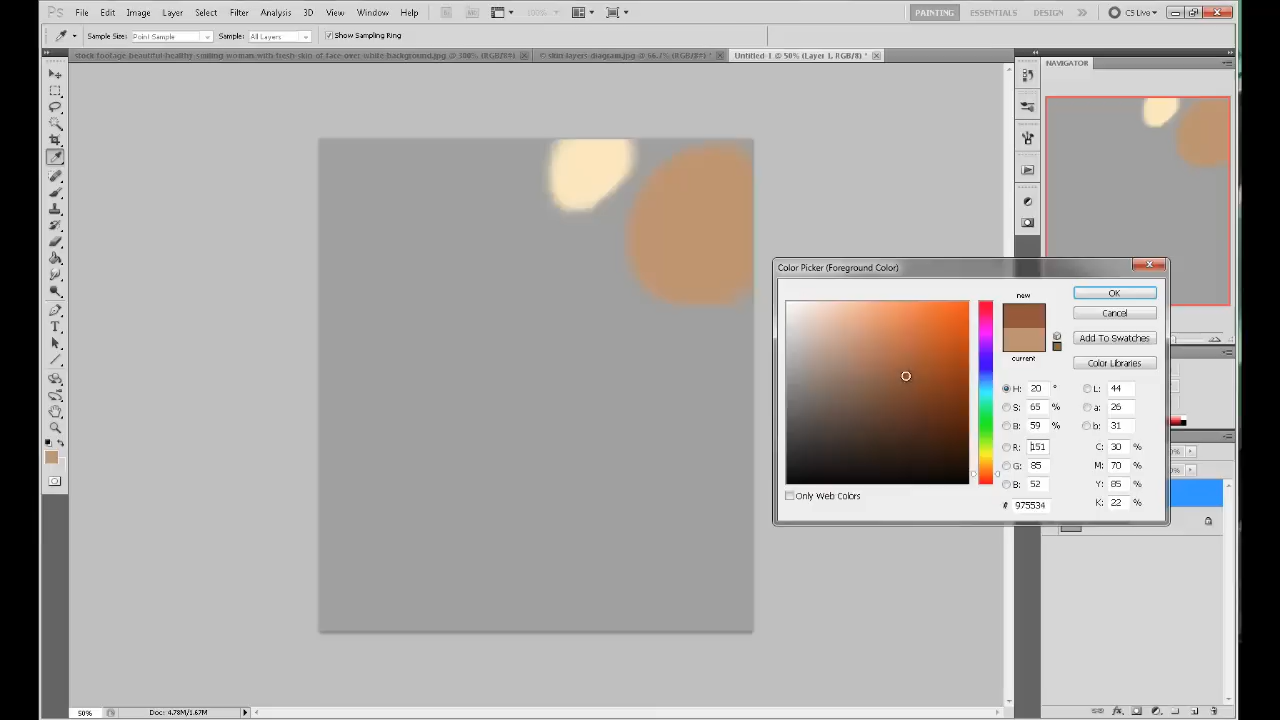 Ps File Edit Image Layer Select Filter Analysis 3D View Window Help 100% PAINTING ESSENTIALS DESIGN CS Live
Sample Size: Point Sample Sample: All Layers Show Sampling Ring
stock-footage-beautiful-healthy-smiling-woman-with-fresh-skin-of-face-over-white-background.jpg @ 300% (RGB/8#) © skin layers-diagram.jpg @ 66.7% (RGB/8#) * Untitled-1 @ 50% (Layer 1, RGB/8) *
NAVIGATOR
Color Picker (Foreground Color)
new
current
OK
Cancel
Add To Swatches
Color Libraries
H: 20 ° L: 44
S: 65 % a: 26
B: 59 % b: 31
R: 151 C: 30 %
G: 85 M: 70 %
B: 52 Y: 85 %
# 975534 K: 22 %
Only Web Colors
T
fx
50% Doc: 4.78M/1.67M